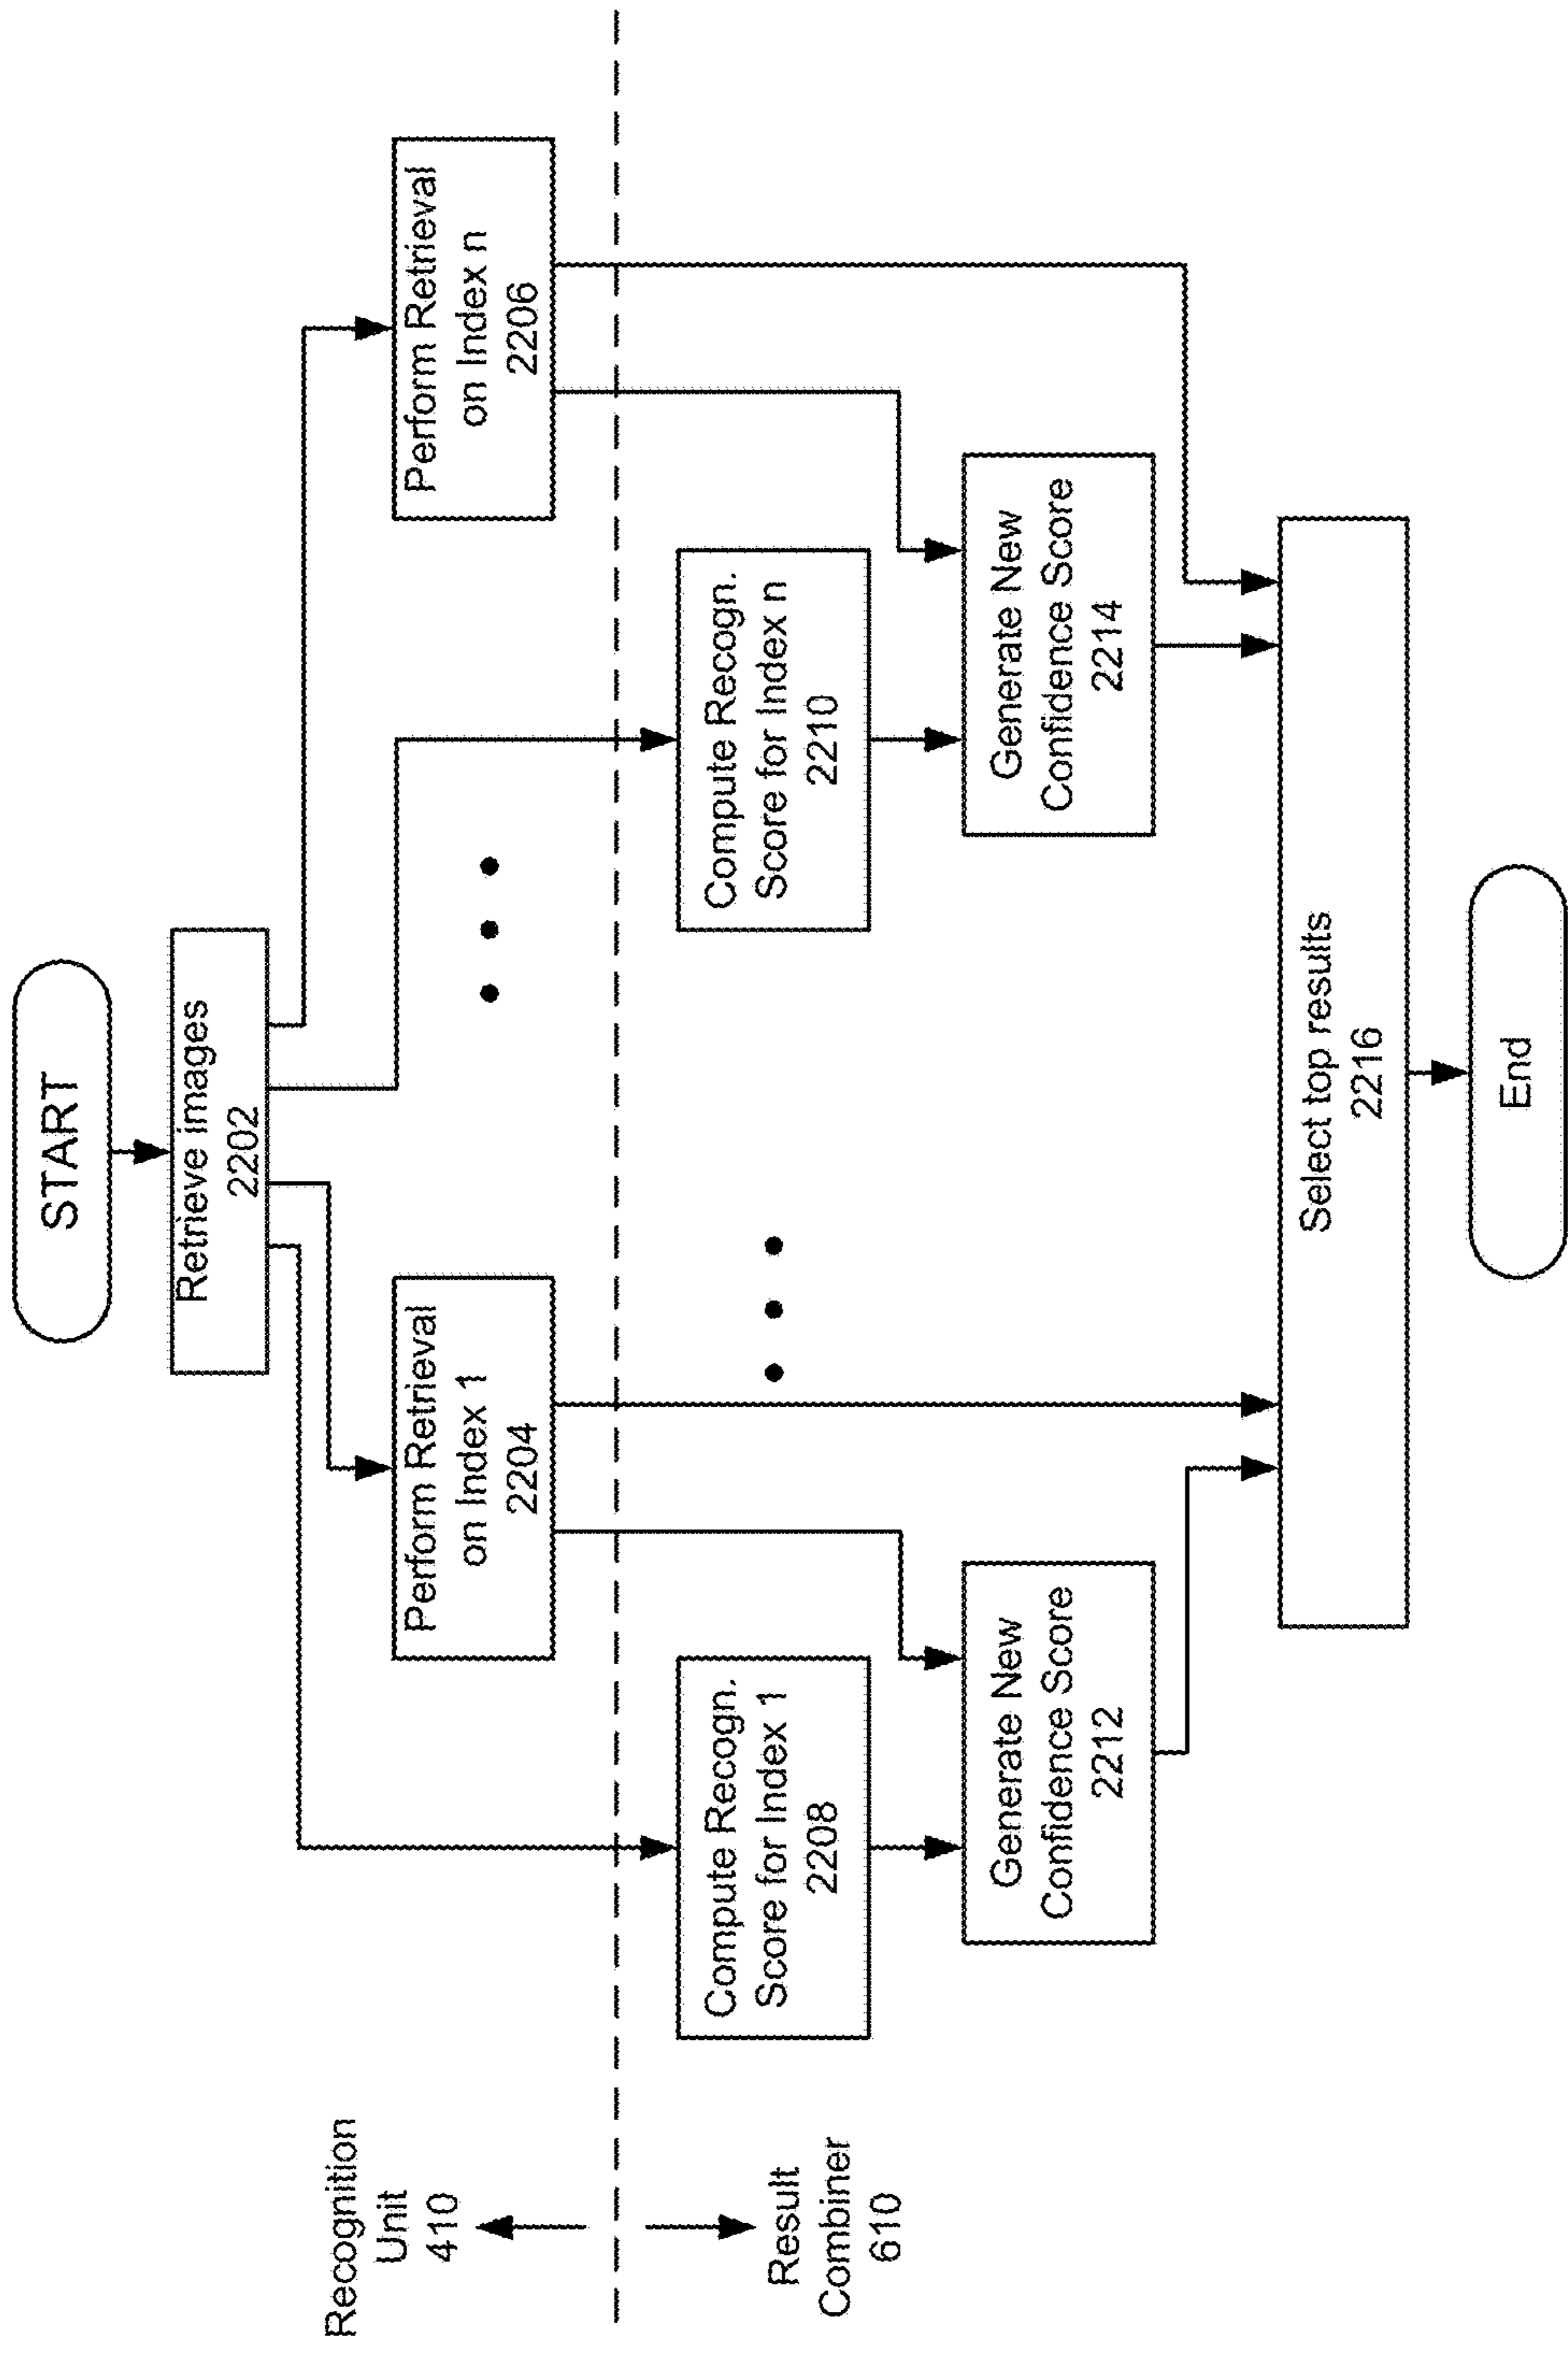 START
Retrieve images
2202
Recognition
Unit
410
Perform Retrieval
on Index 1
2204
Perform Retrieval
on Index n
2206
Result
Combiner
610
Compute Recogn.
Score for Index 1
2208
Compute Recogn.
Score for Index n
2210
Generate New
Confidence Score
2212
Generate New
Confidence Score
2214
Select top results
2216
End